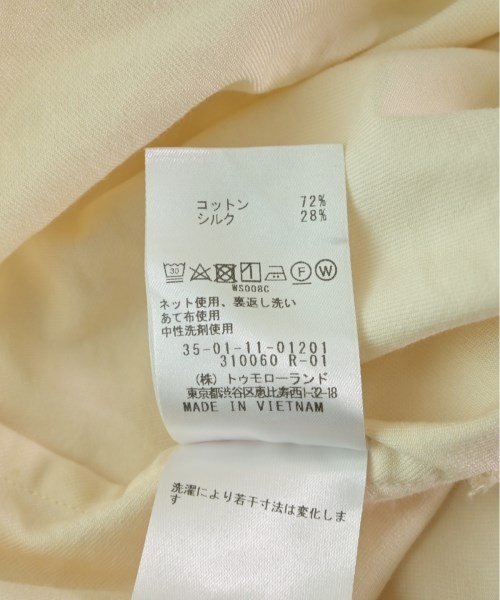 コットン 72%
シルク 28%
30 F W
WS008C
ネット使用、裏返し洗い
あて布使用
中性洗剤使用
35-01-11-01201
310060 R-01
(株) トゥモローランド
東京都渋谷区恵比寿西1-32-18
MADE IN VIETNAM
洗濯により若干寸法は変化しま
す